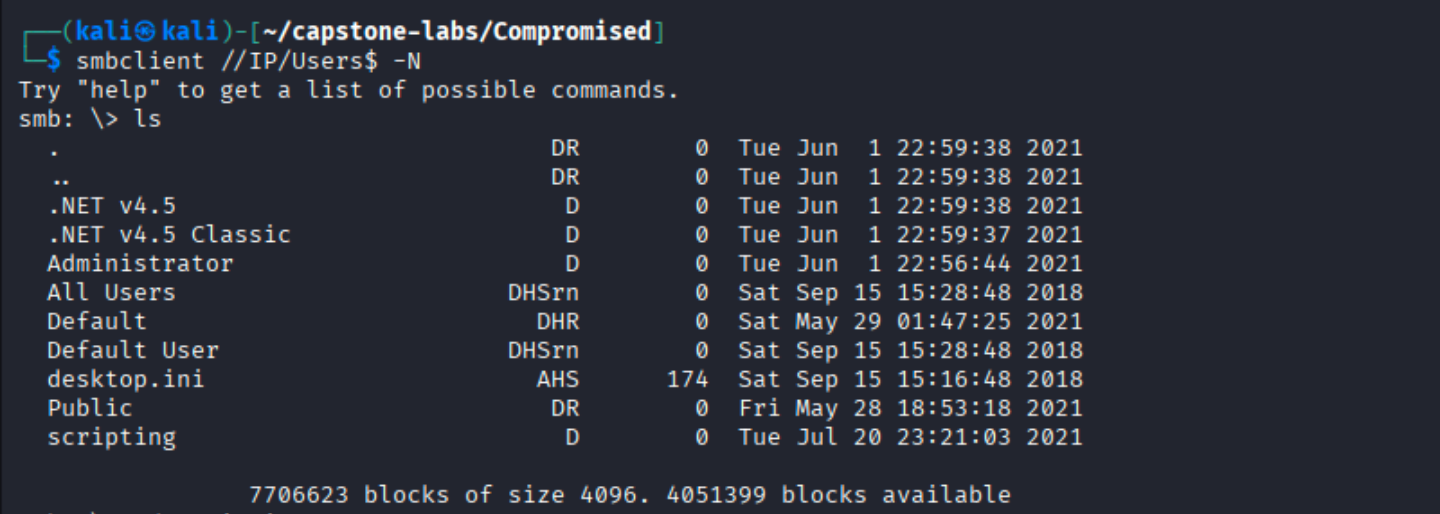 ┌──(kali㉿kali)-[~/capstone-labs/Compromised]
└─$ smbclient //IP/Users$ -N
Try "help" to get a list of possible commands.
smb: \> ls
  .                                  DR        0  Tue Jun  1 22:59:38 2021
  ..                                 DR        0  Tue Jun  1 22:59:38 2021
  .NET v4.5                           D        0  Tue Jun  1 22:59:38 2021
  .NET v4.5 Classic                   D        0  Tue Jun  1 22:59:37 2021
  Administrator                       D        0  Tue Jun  1 22:56:44 2021
  All Users                       DHSrn        0  Sat Sep 15 15:28:48 2018
  Default                           DHR        0  Sat May 29 01:47:25 2021
  Default User                    DHSrn        0  Sat Sep 15 15:28:48 2018
  desktop.ini                       AHS      174  Sat Sep 15 15:16:48 2018
  Public                             DR        0  Fri May 28 18:53:18 2021
  scripting                           D        0  Tue Jul 20 23:21:03 2021
                7706623 blocks of size 4096. 4051399 blocks available